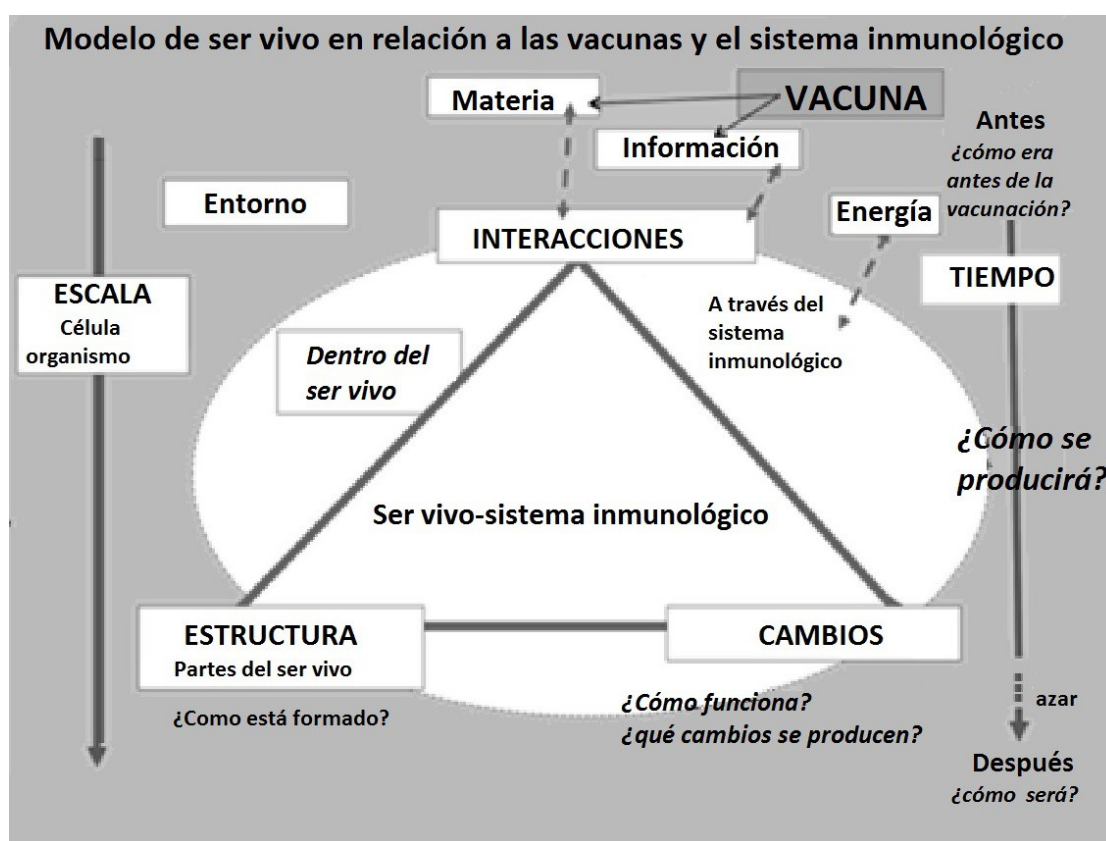 Modelo de ser vivo en relación a las vacunas y el sistema inmunológico
Materia
VACUNA
Información
Antes
¿cómo era
antes de la
vacunación?
Entorno
Energía
INTERACCIONES
ESCALA
Célula
organismo
TIEMPO
A través del
sistema
inmunológico
Dentro del
ser vivo
¿Cómo se
producirá?
Ser vivo-sistema inmunológico
ESTRUCTURA
Partes del ser vivo
CAMBIOS
¿Como está formado?
¿Cómo funciona?
¿qué cambios se producen?
azar
Después
¿cómo será?